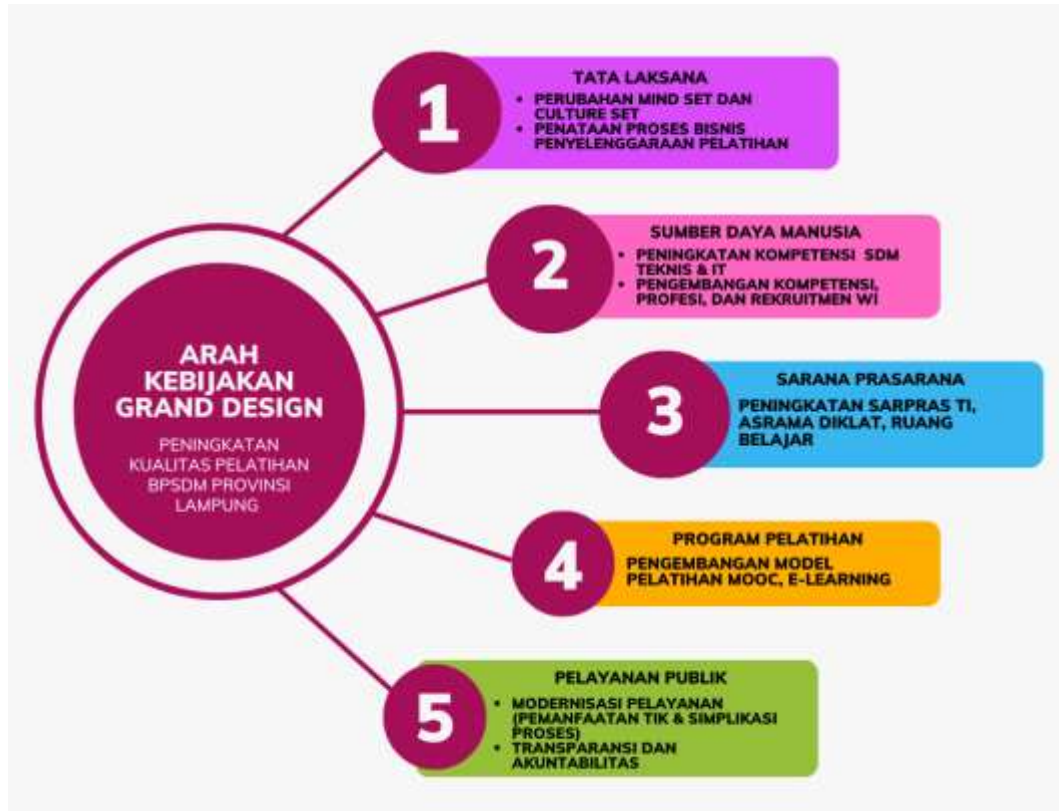 ARAH
KEBIJAKAN
GRAND DESIGN
PENINGKATAN
KUALITAS PELATIHAN
BPSDM PROVINSI
LAMPUNG
1
TATA LAKSANA
• PERUBAHAN MIND SET DAN
CULTURE SET
• PENATAAN PROSES BISNIS
PENYELENGGARAAN PELATIHAN
2
SUMBER DAYA MANUSIA
• PENINGKATAN KOMPETENSI SDM
TEKNIS & IT
• PENGEMBANGAN KOMPETENSI,
PROFESI, DAN REKRUITMEN WI
3
SARANA PRASARANA
PENINGKATAN SARPRAS TI,
ASRAMA DIKLAT, RUANG
BELAJAR
4
PROGRAM PELATIHAN
PENGEMBANGAN MODEL
PELATIHAN MOOC, E-LEARNING
5
PELAYANAN PUBLIK
• MODERNISASI PELAYANAN
(PEMANFAATAN TIK & SIMPLIKASI
PROSES)
• TRANSPARANSI DAN
AKUNTABILITAS